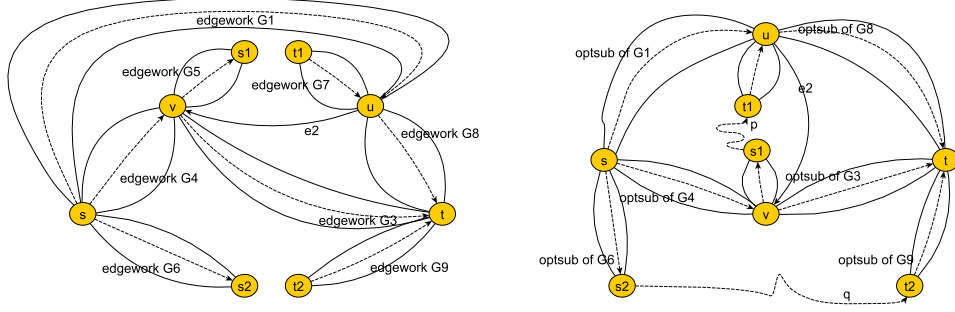 edgework G1
s1
t1
edgework G5
edgework G7
v
u
e2
edgework G8
edgework G4
s
t
edgework G3
edgework G6
edgework G9
s2
t2
u
optsub of G1
optsub of G8
e2
t1
p
s1
s
t
optsub of G4
optsub of G3
v
optsub of G6
optsub of G9
s2
q
t2